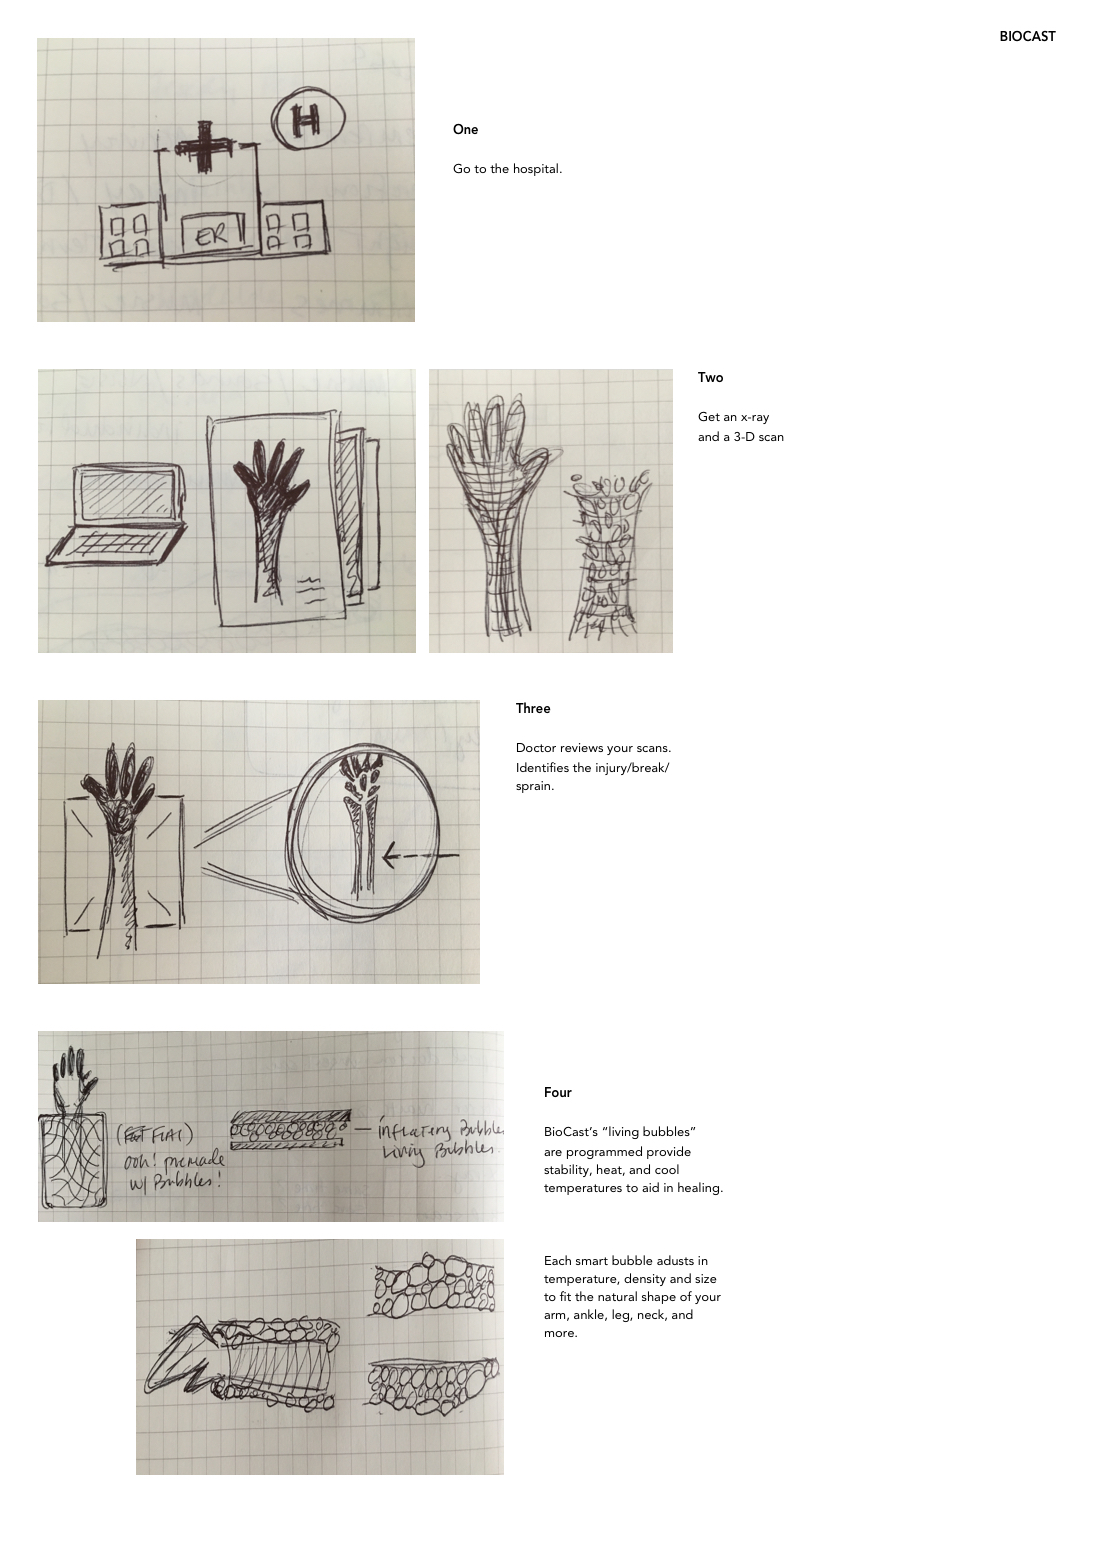 BIOCAST
H
ER
One
Go to the hospital.
Two
Get an x-ray
and a 3-D scan
Three
Doctor reviews your scans.
Identifies the injury/break/
sprain.
(FLAT)
ooh! premade
w/ Bubbles!
Living Bubbles.
Four
BioCast’s “living bubbles”
are programmed provide
stability, heat, and cool
temperatures to aid in healing.
Each smart bubble adusts in
temperature, density and size
to fit the natural shape of your
arm, ankle, leg, neck, and
more.